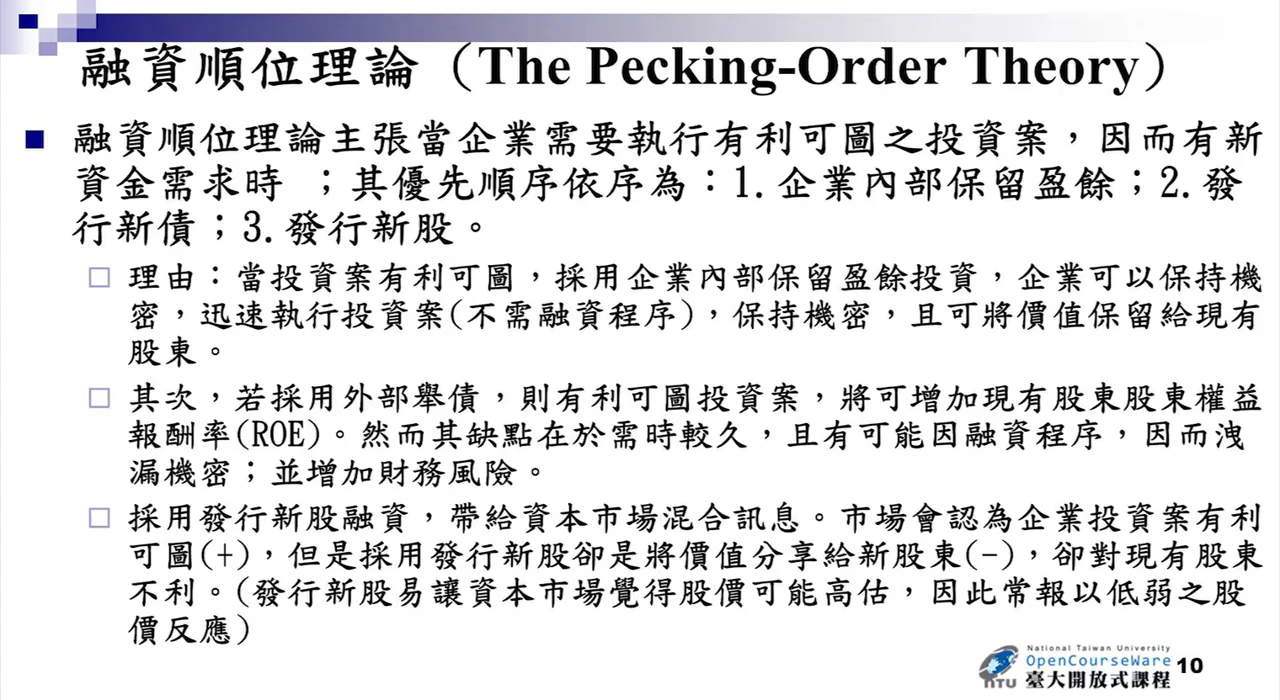 融資順位理論（The Pecking-Order Theory）
融資順位理論主張當企業需要執行有利可圖之投資案，因而有新
資金需求時 ；其優先順序依序為：1.企業內部保留盈餘；2.發
行新債；3.發行新股。
理由：當投資案有利可圖，採用企業內部保留盈餘投資，企業可以保持機
密，迅速執行投資案(不需融資程序)，保持機密，且可將價值保留給現有
股東。
其次，若採用外部舉債，則有利可圖投資案，將可增加現有股東股東權益
報酬率(ROE)。然而其缺點在於需時較久，且有可能因融資程序，因而洩
漏機密；並增加財務風險。
採用發行新股融資，帶給資本市場混合訊息。市場會認為企業投資案有利
可圖(+)，但是採用發行新股卻是將價值分享給新股東(-)，卻對現有股東
不利。(發行新股易讓資本市場覺得股價可能高估，因此常報以低弱之股
價反應)
National Taiwan University
OpenCourseWare
NTU 臺大開放式課程
10